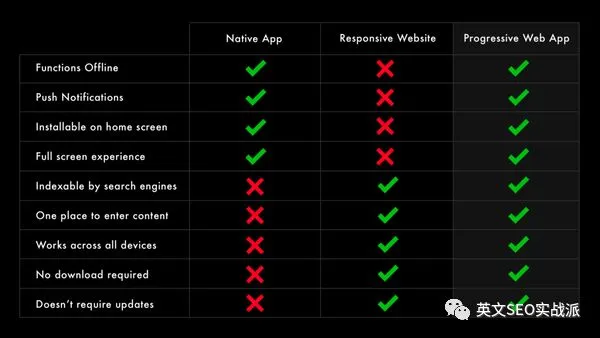 Native App Responsive Website Progressive Web App
Functions Offline
Push Notifications
Installable on home screen
Full screen experience
Indexable by search engines
One place to enter content
Works across all devices
No download required
Doesn’t require updates
英文SEO实战派